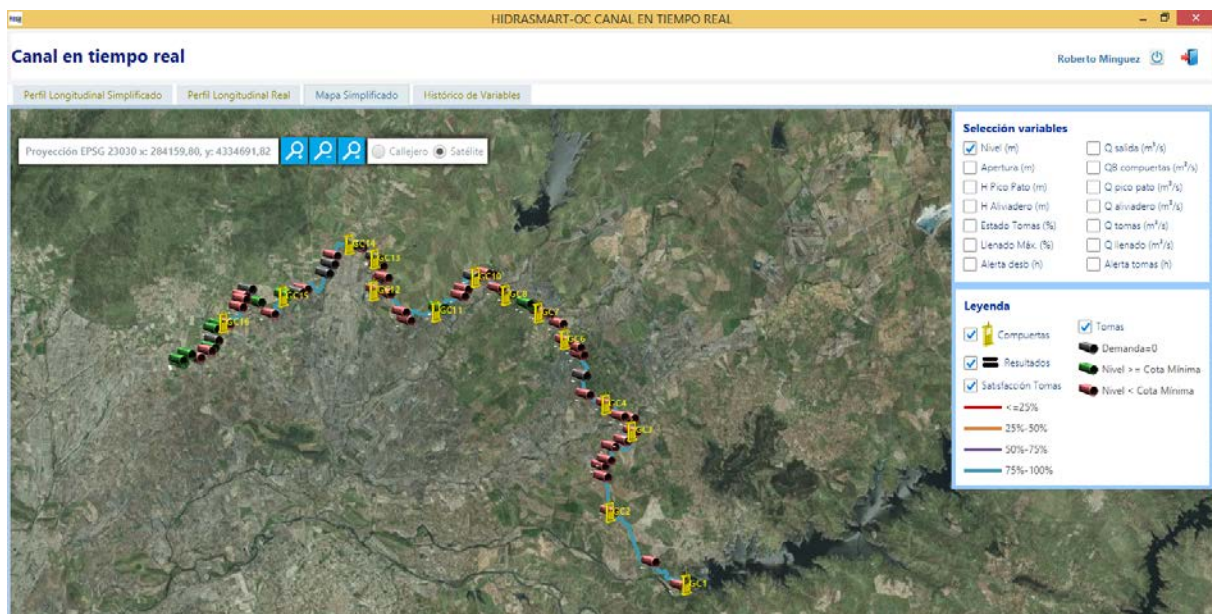 HIDRASMART-OC CANAL EN TIEMPO REAL
Canal en tiempo real
Roberto Minguez
Perfil Longitudinal Simplificado
Perfil Longitudinal Real
Mapa Simplificado
Histórico de Variables
Proyección EPSG 23030 x: 284159,80, y: 4334691,82
Callejero
Satélite
Selección variables
Nivel (m)
Q salida (m³/s)
Apertura (m)
QB compuertas (m³/s)
H Pico Pato (m)
Q pico pato (m³/s)
H Aliviadero (m)
Q aliviadero (m³/s)
Estado Tomas (%)
Q tomas (m³/s)
Llenado Máx. (%)
Q llenado (m³/s)
Alerta desb (h)
Alerta tomas (h)
Leyenda
Compuertas
Tomas
Demanda=0
Resultados
Nivel >= Cota Mínima
Satisfacción Tomas
Nivel < Cota Mínima
<=25%
25%-50%
50%-75%
75%-100%
GC14
GC13
GC10
GC12
GC15
GC8
GC11
GC7
GC16
GC6
GC4
GC3
GC2
GC1